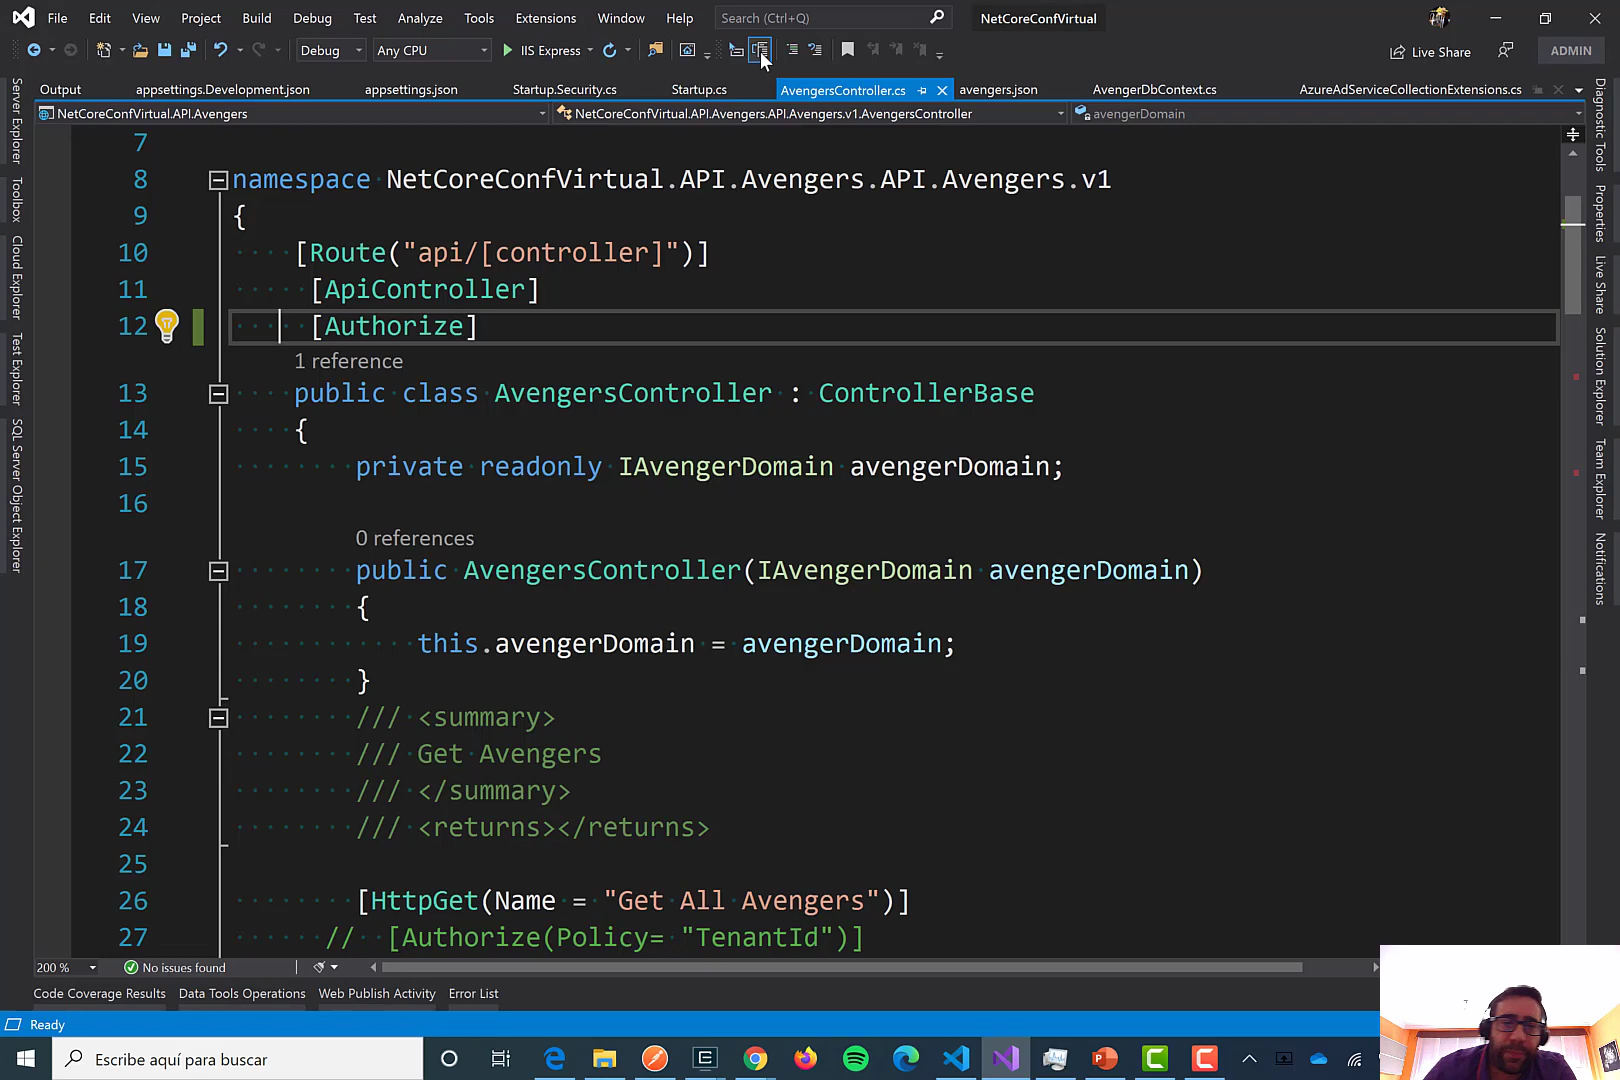 File Edit View Project Build Debug Test Analyze Tools Extensions Window Help Search (Ctrl+Q) NetCoreConfVirtual
Debug Any CPU IIS Express Live Share ADMIN
Output appsettings.Development.json appsettings.json Startup.Security.cs Startup.cs AvengersController.cs avengers.json AvengerDbContext.cs AzureAdServiceCollectionExtensions.cs
NetCoreConfVirtual.API.Avengers NetCoreConfVirtual.API.Avengers.API.Avengers.v1.AvengersController avengerDomain
Server Explorer
Toolbox
Cloud Explorer
Test Explorer
SQL Server Object Explorer
7
8 namespace NetCoreConfVirtual.API.Avengers.API.Avengers.v1
9 {
10 [Route("api/[controller]")]
11 [ApiController]
12 [Authorize]
1 reference
13 public class AvengersController : ControllerBase
14 {
15 private readonly IAvengerDomain avengerDomain;
16
0 references
17 public AvengersController(IAvengerDomain avengerDomain)
18 {
19 this.avengerDomain = avengerDomain;
20 }
21 /// <summary>
22 /// Get Avengers
23 /// </summary>
24 /// <returns></returns>
25
26 [HttpGet(Name = "Get All Avengers")]
27 // [Authorize(Policy= "TenantId")]
Diagnostic Tools
Properties
Live Share
Solution Explorer
Team Explorer
Notifications
200 % No issues found
Code Coverage Results Data Tools Operations Web Publish Activity Error List
Ready
Escribe aquí para buscar